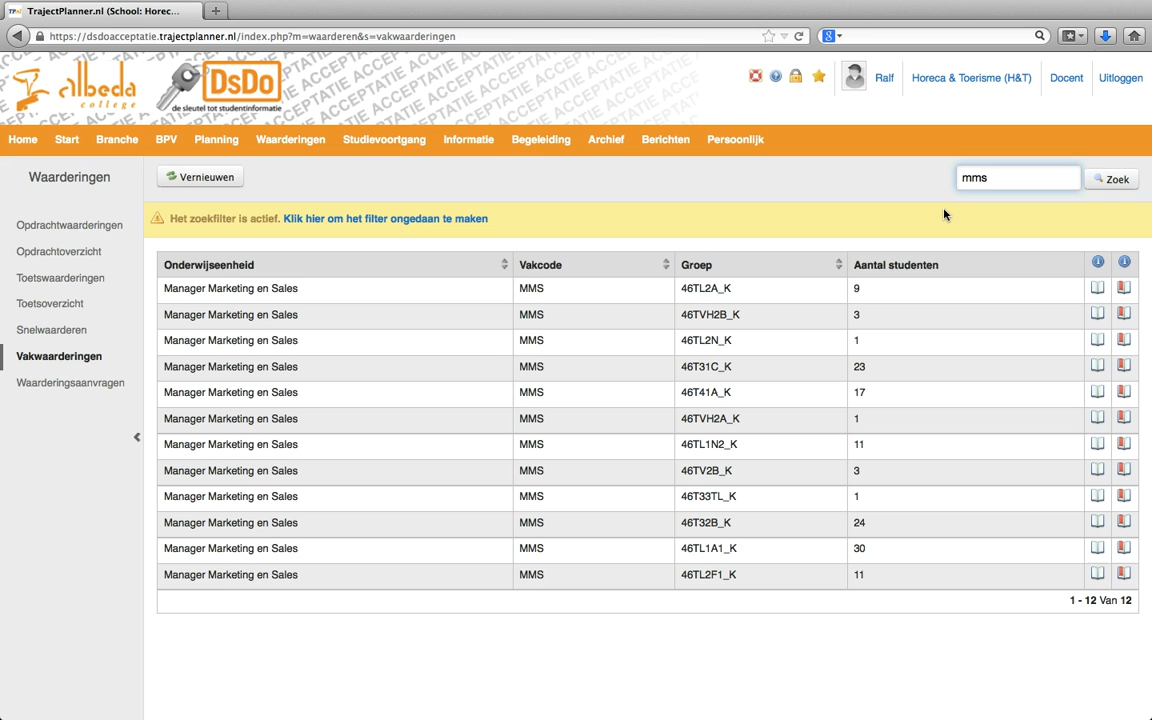 TrajectPlanner.nl (School: Horec...
https://dsdoacceptatie.trajectplanner.nl/index.php?m=waarderen&s=vakwaarderingen
albeda
college
DsDo
de sleutel tot studentinformatie
Ralf
Horeca & Toerisme (H&T)
Docent
Uitloggen
Home Start Branche BPV Planning Waarderingen Studievoortgang Informatie Begeleiding Archief Berichten Persoonlijk
Waarderingen
Vernieuwen
mms
Zoek
Opdrachtwaarderingen
Opdrachtoverzicht
Toetswaarderingen
Toetsoverzicht
Snelwaarderen
Vakwaarderingen
Waarderingsaanvragen
Het zoekfilter is actief. Klik hier om het filter ongedaan te maken
Onderwijseenheid Vakcode Groep Aantal studenten
Manager Marketing en Sales MMS 46TL2A_K 9
Manager Marketing en Sales MMS 46TVH2B_K 3
Manager Marketing en Sales MMS 46TL2N_K 1
Manager Marketing en Sales MMS 46T31C_K 23
Manager Marketing en Sales MMS 46T41A_K 17
Manager Marketing en Sales MMS 46TVH2A_K 1
Manager Marketing en Sales MMS 46TL1N2_K 11
Manager Marketing en Sales MMS 46TV2B_K 3
Manager Marketing en Sales MMS 46T33TL_K 1
Manager Marketing en Sales MMS 46T32B_K 24
Manager Marketing en Sales MMS 46TL1A1_K 30
Manager Marketing en Sales MMS 46TL2F1_K 11
1 - 12 Van 12